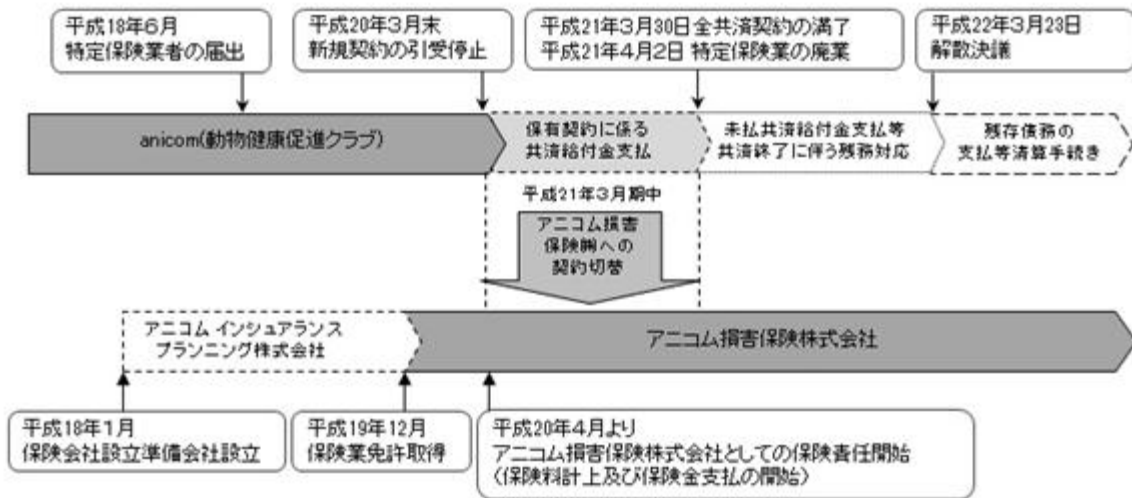 平成18年6月
特定保険業者の届出
平成20年3月末
新規契約の引受停止
平成21年3月30日全共済契約の満了
平成21年4月2日 特定保険業の廃業
平成22年3月23日
解散決議
anicom(動物健康促進クラブ)
保有契約に係る
共済給付金支払
未払共済給付金支払等
共済終了に伴う残務対応
残存債務の
支払等清算手続き
平成21年3月期中
アニコム損害
保険㈱への
契約切替
アニコム インシュアランス
プランニング株式会社
アニコム損害保険株式会社
平成18年1月
保険会社設立準備会社設立
平成19年12月
保険業免許取得
平成20年4月より
アニコム損害保険株式会社としての保険責任開始
(保険料計上及び保険金支払の開始)